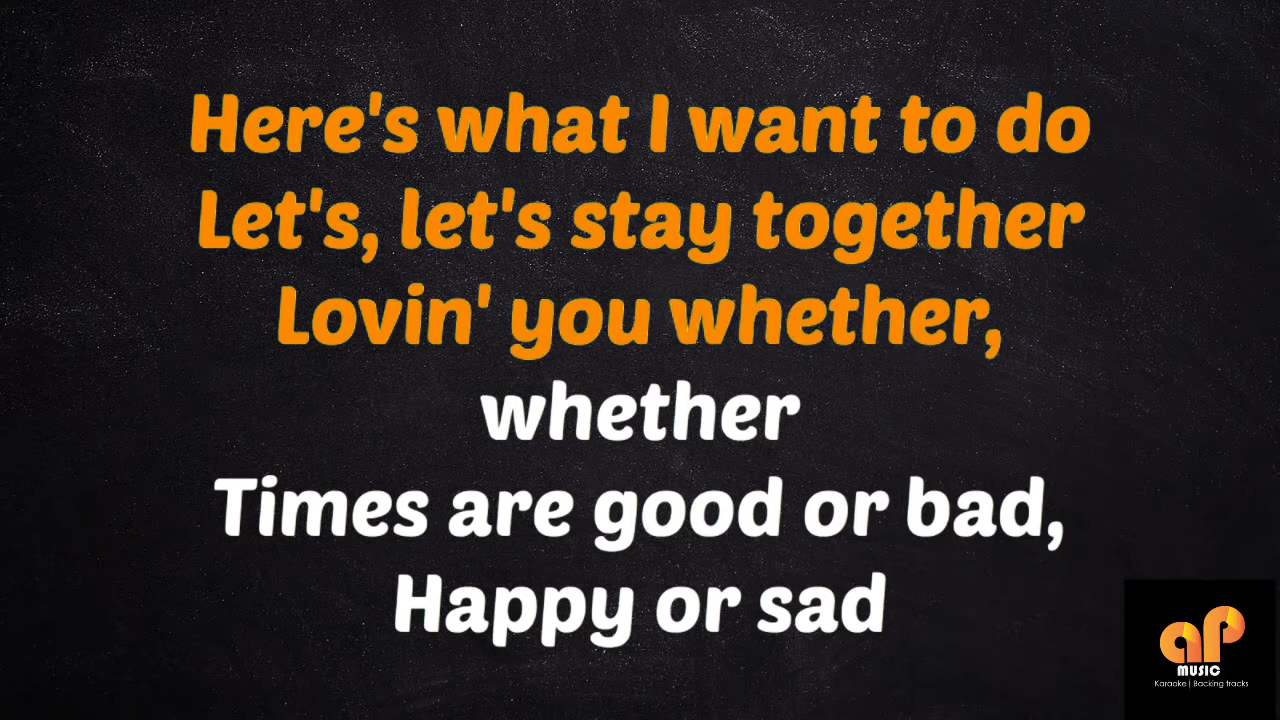 Here's what I want to do
Let's, let's stay together
Lovin' you whether,
whether
Times are good or bad,
Happy or sad
aP
MUSIC
Karaoke | Backing tracks